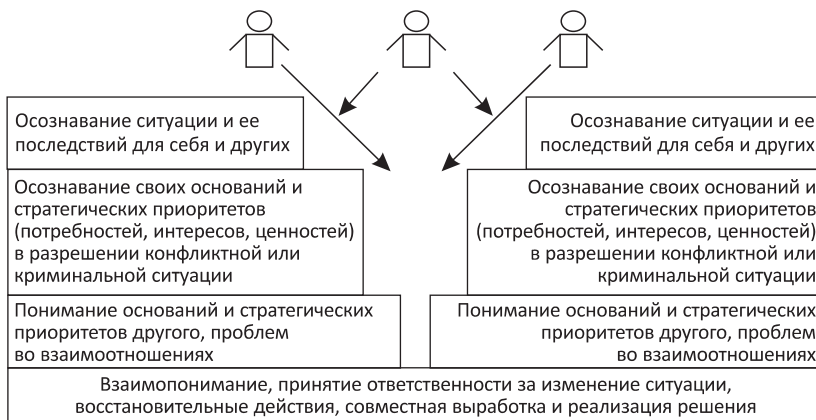 Осознавание ситуации и ее
последствий для себя и других
Осознавание ситуации и ее
последствий для себя и других
Осознавание своих оснований и
стратегических приоритетов
(потребностей, интересов, ценностей)
в разрешении конфликтной или
криминальной ситуации
Осознавание своих оснований и
стратегических приоритетов
(потребностей, интересов, ценностей)
в разрешении конфликтной или
криминальной ситуации
Понимание оснований и стратегических
приоритетов другого, проблем
во взаимоотношениях
Понимание оснований и стратегических
приоритетов другого, проблем
во взаимоотношениях
Взаимопонимание, принятие ответственности за изменение ситуации,
восстановительные действия, совместная выработка и реализация решения